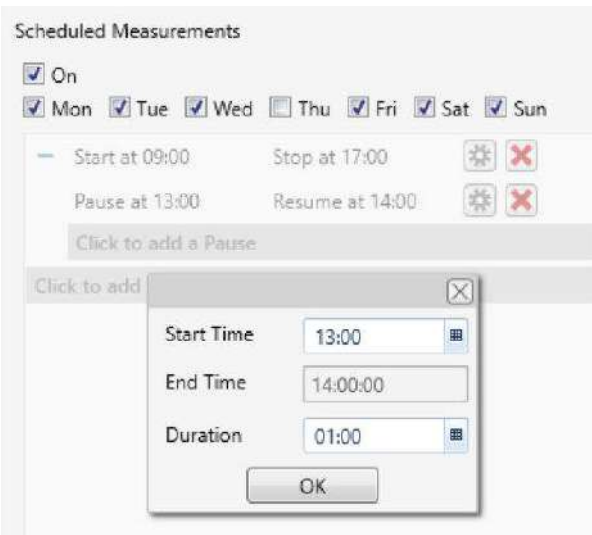 Scheduled Measurements
On
Mon Tue Wed Thu Fri Sat Sun
Start at 09:00 Stop at 17:00
Pause at 13:00 Resume at 14:00
Click to add a Pause
Click to add
Start Time 13:00
End Time 14:00:00
Duration 01:00
OK